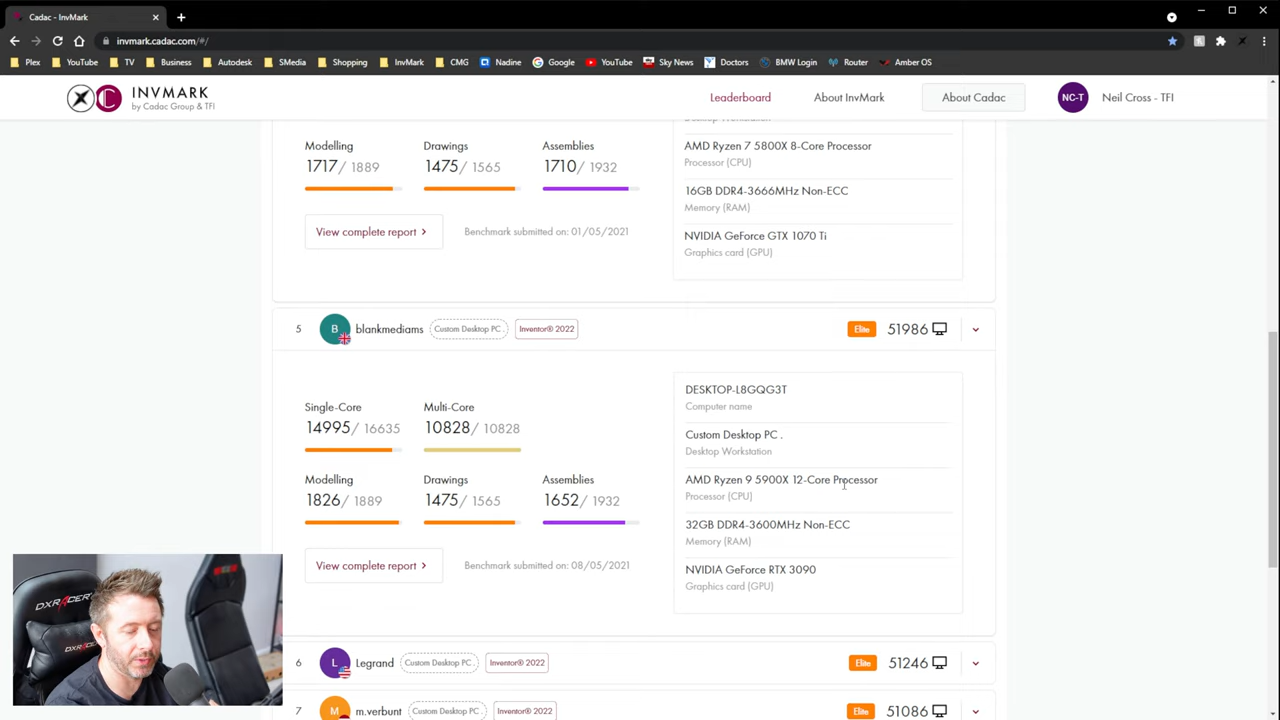 Cadac - InvMark
invmark.cadac.com/#/
Plex YouTube TV Business Autodesk SMedia Shopping InvMark CMG Nadine Google YouTube Sky News Doctors BMW Login Router Amber OS
INVMARK
by Cadac Group & TFI
Leaderboard About InvMark About Cadac NC-T Neil Cross - TFI
Desktop Workstation
Modelling Drawings Assemblies
1717/ 1889 1475/ 1565 1710/ 1932
AMD Ryzen 7 5800X 8-Core Processor
Processor (CPU)
16GB DDR4-3666MHz Non-ECC
Memory (RAM)
View complete report Benchmark submitted on: 01/05/2021
NVIDIA GeForce GTX 1070 Ti
Graphics card (GPU)
5 B blankmediams Custom Desktop PC . Inventor® 2022 Elite 51986
DESKTOP-L8GQG3T
Computer name
Single-Core Multi-Core
14995/ 16635 10828/ 10828
Custom Desktop PC .
Desktop Workstation
Modelling Drawings Assemblies
1826/ 1889 1475/ 1565 1652/ 1932
AMD Ryzen 9 5900X 12-Core Processor
Processor (CPU)
32GB DDR4-3600MHz Non-ECC
Memory (RAM)
View complete report Benchmark submitted on: 08/05/2021
NVIDIA GeForce RTX 3090
Graphics card (GPU)
DXRACER
DXRACER
6 L Legrand Custom Desktop PC . Inventor® 2022 Elite 51246
7 M m.verbunt Custom Desktop PC . Inventor® 2022 Elite 51086